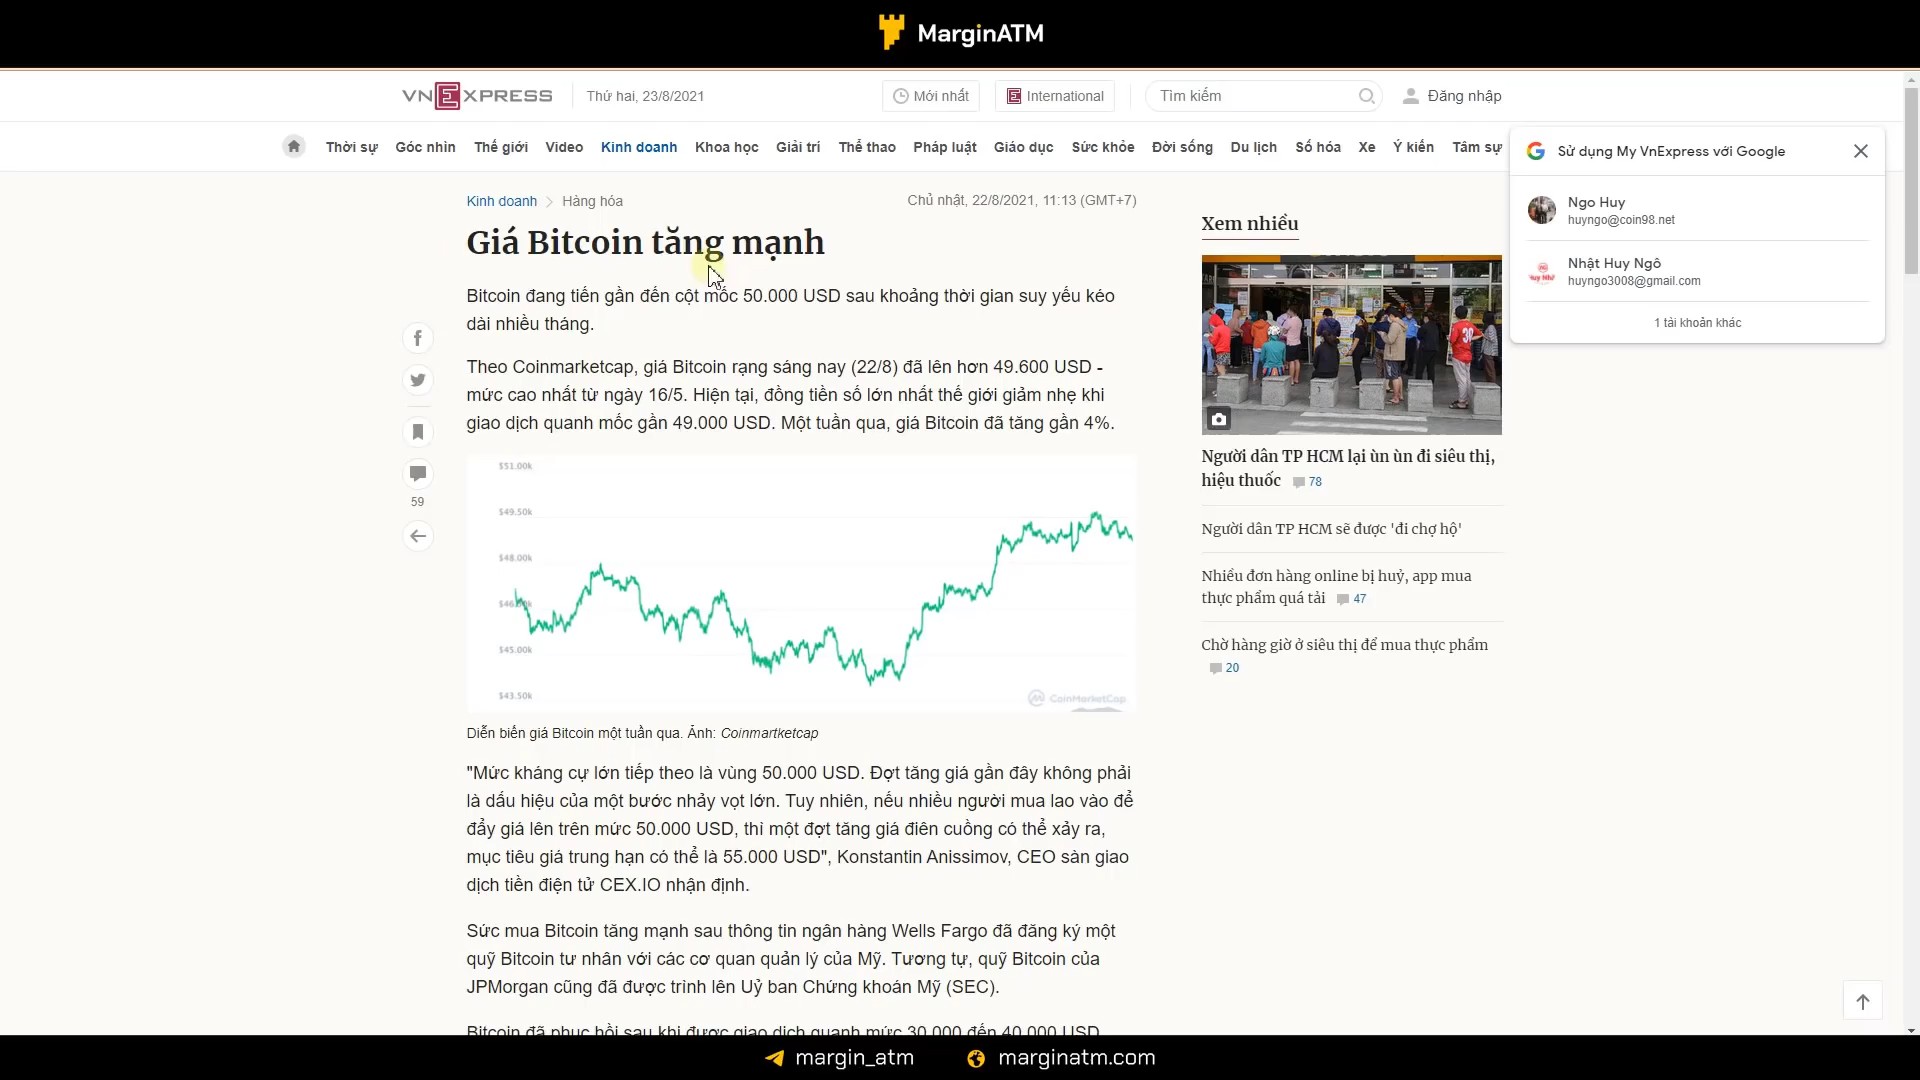 MarginATM
VNEXPRESS
Thứ hai, 23/8/2021
Mới nhất
International
Tìm kiếm
Đăng nhập
Thời sự Góc nhìn Thế giới Video Kinh doanh Khoa học Giải trí Thể thao Pháp luật Giáo dục Sức khỏe Đời sống Du lịch Số hóa Xe Ý kiến Tâm sự
Sử dụng My VnExpress với Google
Ngo Huy
huyngo@coin98.net
Nhật Huy Ngô
huyngo3008@gmail.com
1 tài khoản khác
Kinh doanh > Hàng hóa
Chủ nhật, 22/8/2021, 11:13 (GMT+7)
Giá Bitcoin tăng mạnh
Bitcoin đang tiến gần đến cột mốc 50.000 USD sau khoảng thời gian suy yếu kéo
dài nhiều tháng.
Theo Coinmarketcap, giá Bitcoin rạng sáng nay (22/8) đã lên hơn 49.600 USD -
mức cao nhất từ ngày 16/5. Hiện tại, đồng tiền số lớn nhất thế giới giảm nhẹ khi
giao dịch quanh mốc gần 49.000 USD. Một tuần qua, giá Bitcoin đã tăng gần 4%.
59
$51.00k
$49.50k
$48.00k
$45.00k
$43.50k
CoinMarketCap
Diễn biến giá Bitcoin một tuần qua. Ảnh: Coinmartketcap
"Mức kháng cự lớn tiếp theo là vùng 50.000 USD. Đợt tăng giá gần đây không phải
là dấu hiệu của một bước nhảy vọt lớn. Tuy nhiên, nếu nhiều người mua lao vào để
đẩy giá lên trên mức 50.000 USD, thì một đợt tăng giá điên cuồng có thể xảy ra,
mục tiêu giá trung hạn có thể là 55.000 USD", Konstantin Anissimov, CEO sàn giao
dịch tiền điện tử CEX.IO nhận định.
Sức mua Bitcoin tăng mạnh sau thông tin ngân hàng Wells Fargo đã đăng ký một
quỹ Bitcoin tư nhân với các cơ quan quản lý của Mỹ. Tương tự, quỹ Bitcoin của
JPMorgan cũng đã được trình lên Uỷ ban Chứng khoán Mỹ (SEC).
Bitcoin đã phục hồi sau khi được giao dịch quanh mức 30.000 đến 40.000 USD
Xem nhiều
Người dân TP HCM lại ùn ùn đi siêu thị,
hiệu thuốc 78
Người dân TP HCM sẽ được 'đi chợ hộ'
Nhiều đơn hàng online bị huỷ, app mua
thực phẩm quá tải 47
Chờ hàng giờ ở siêu thị để mua thực phẩm
20
margin_atm
marginatm.com